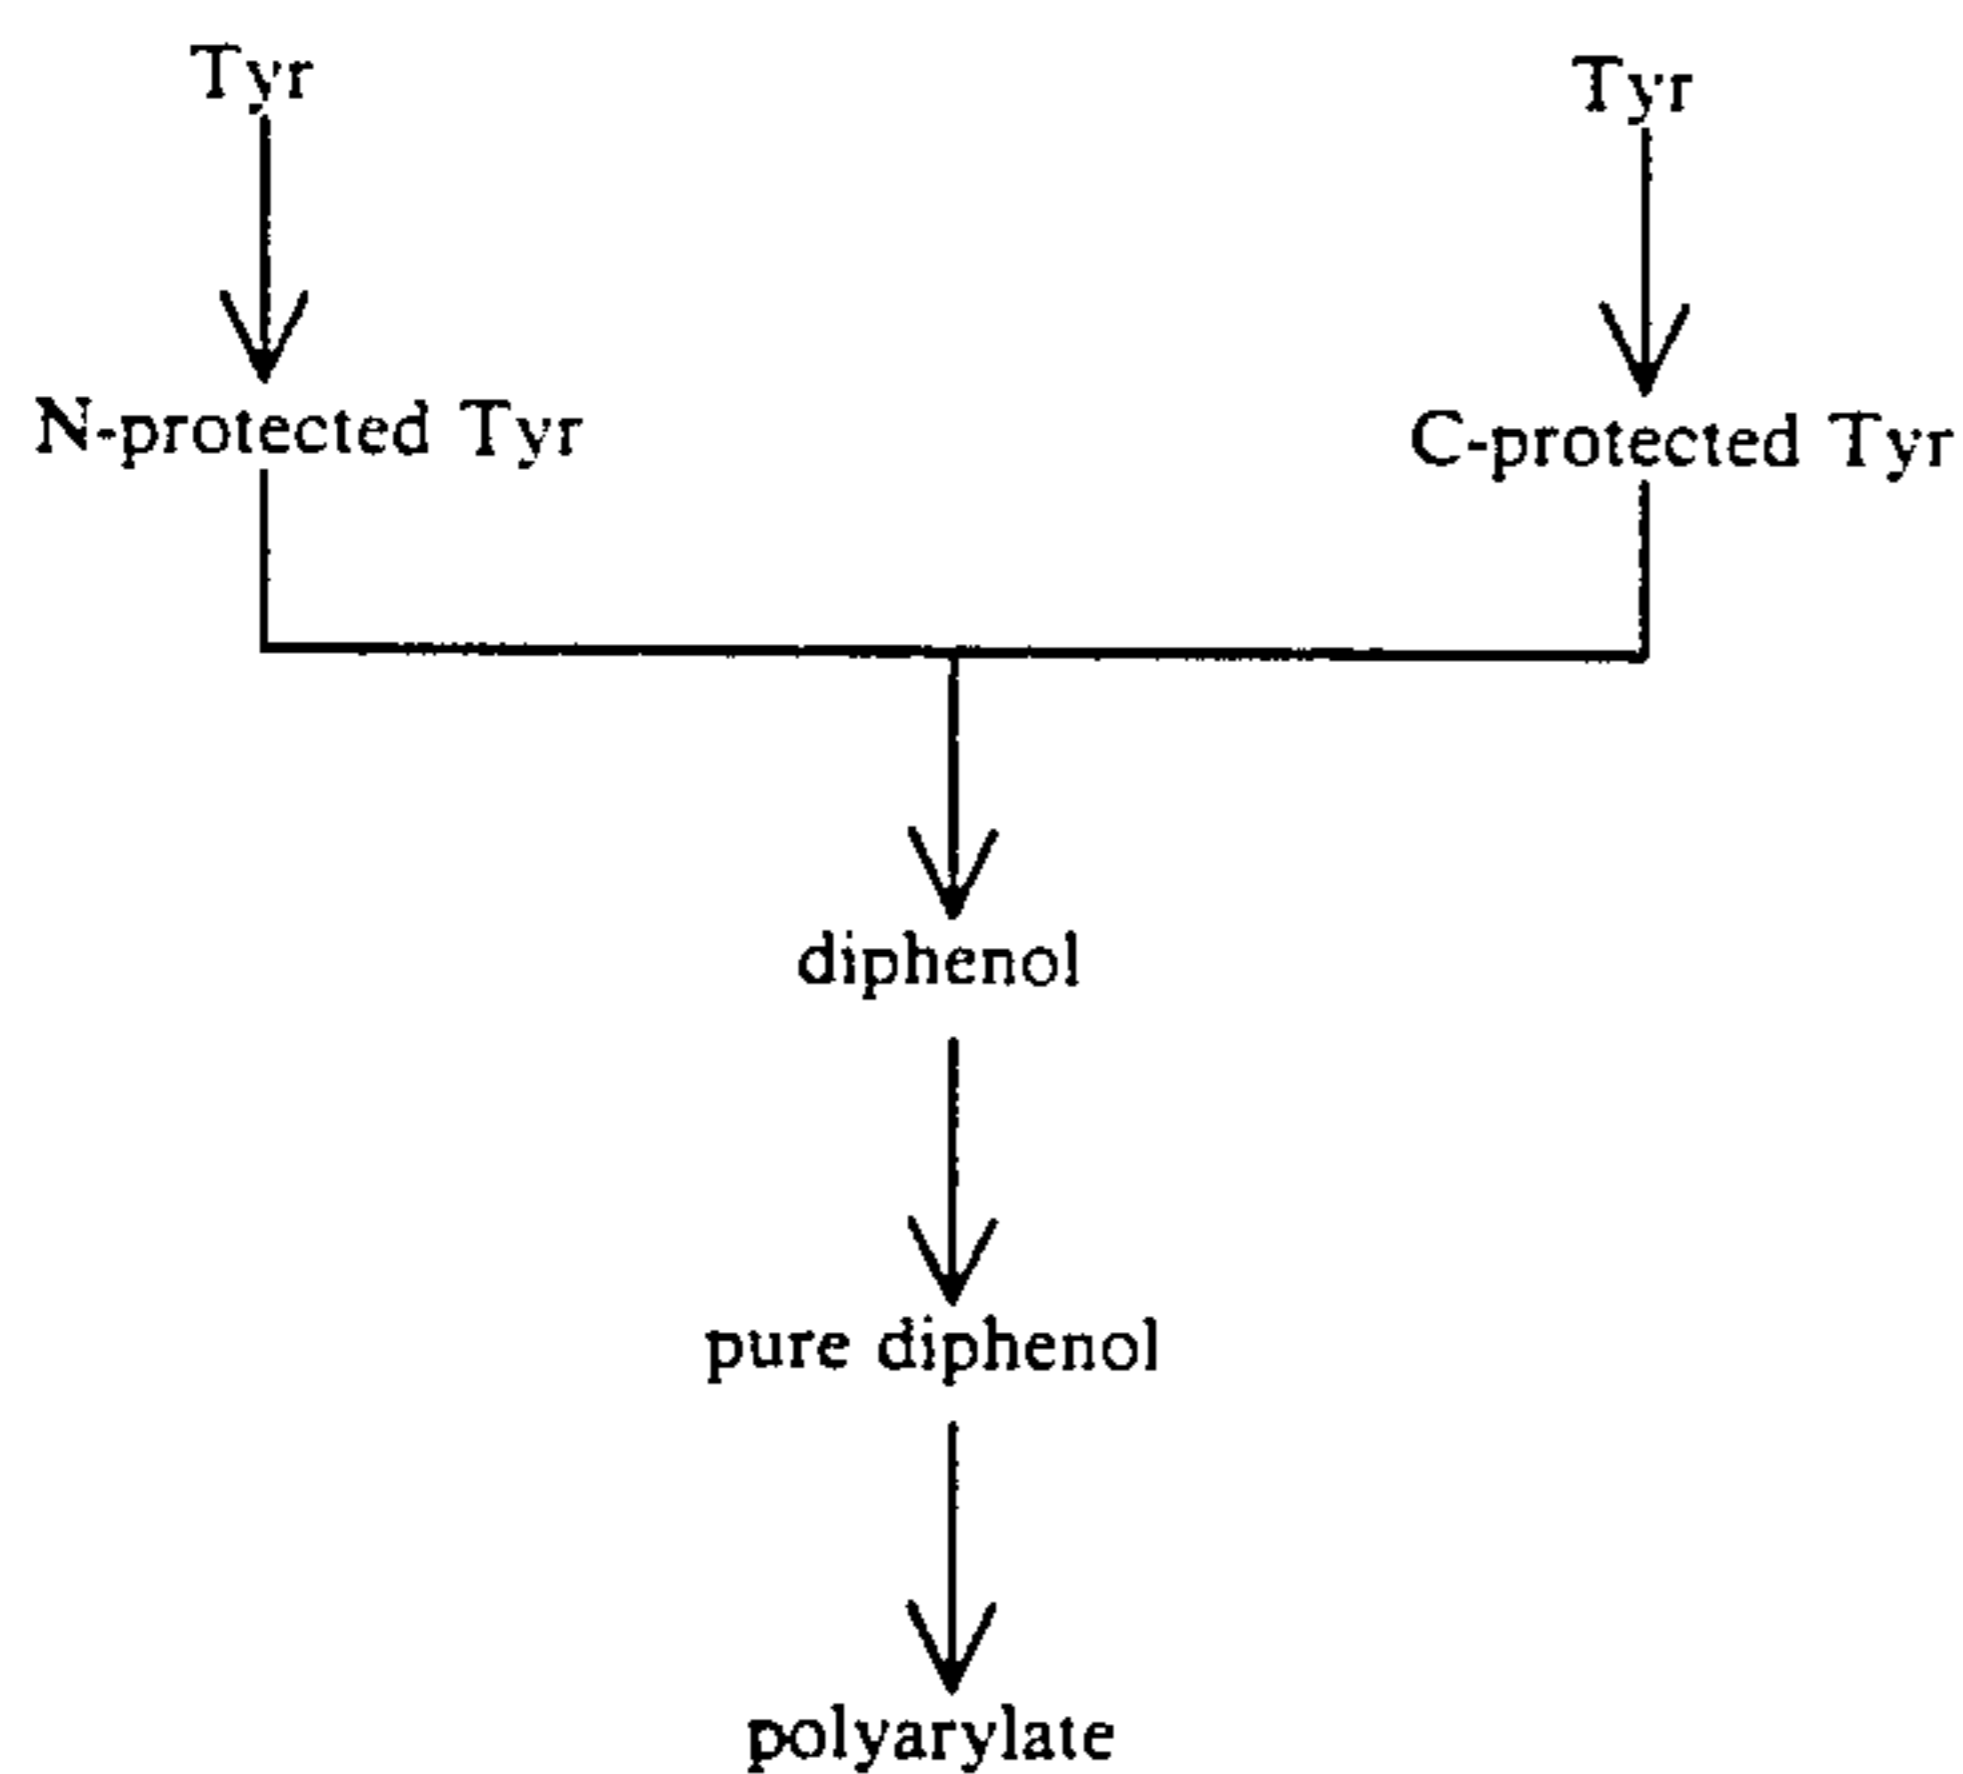 Tyr
Tyr
N-protected Tyr
C-protected Tyr
diphenol
pure diphenol
polyarylate